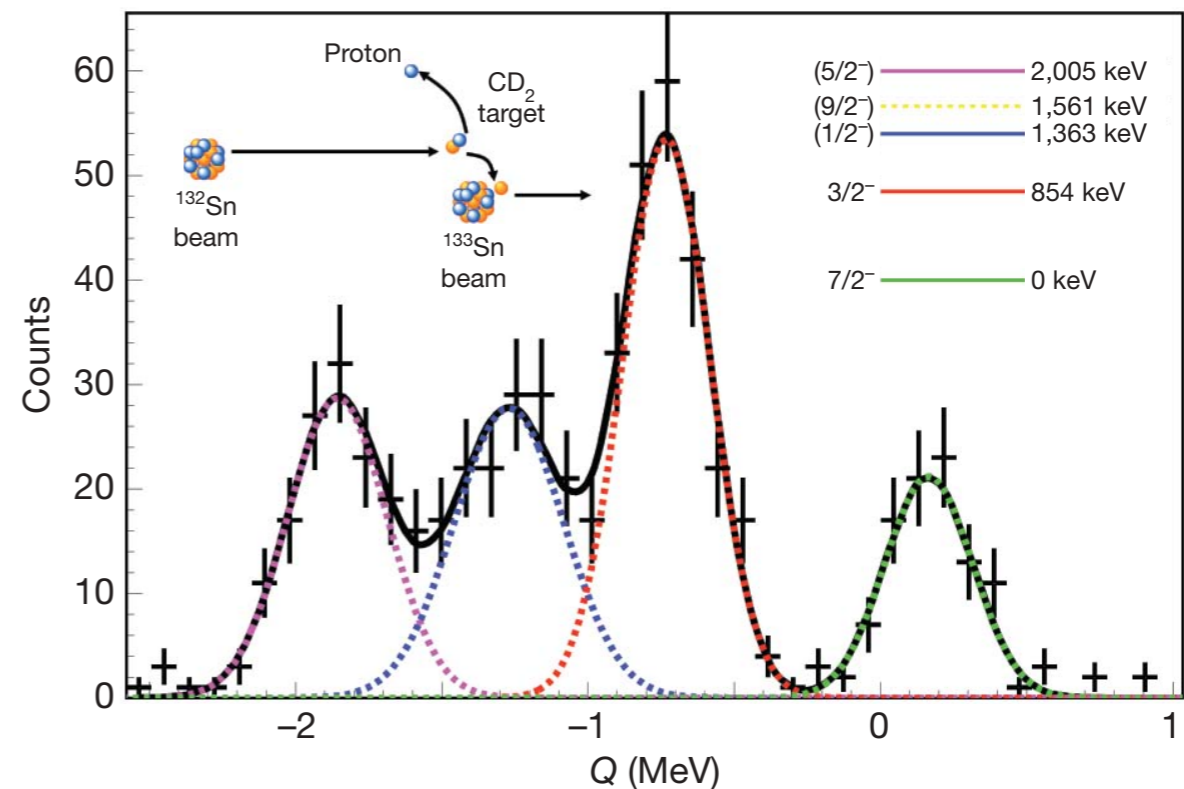 Proton
CD2
target
132Sn
beam
133Sn
beam
(5/2–) 2,005 keV
(9/2–) 1,561 keV
(1/2–) 1,363 keV
3/2– 854 keV
7/2– 0 keV
Counts
60
50
40
30
20
10
0
–2 –1 0 1
Q (MeV)